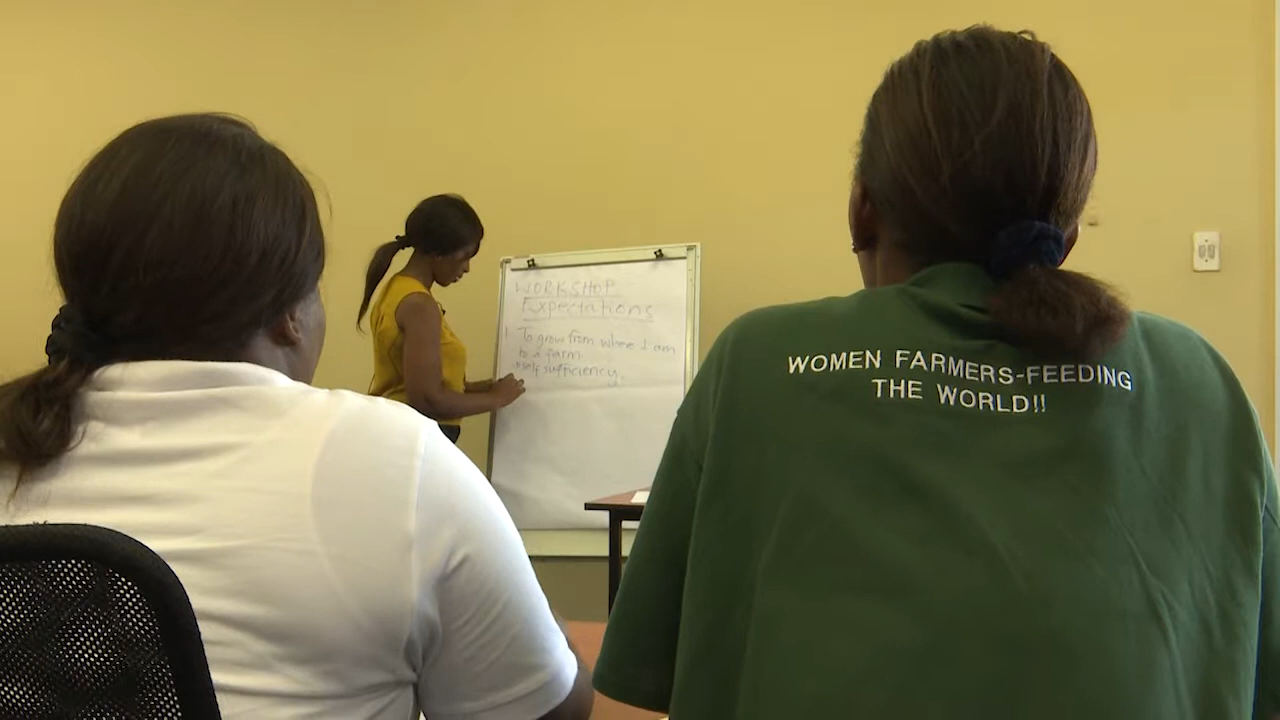 WORKSHOP
Expectations
1 To grow from where I am
to a farm
self sufficiency.
WOMEN FARMERS-FEEDING
THE WORLD!!